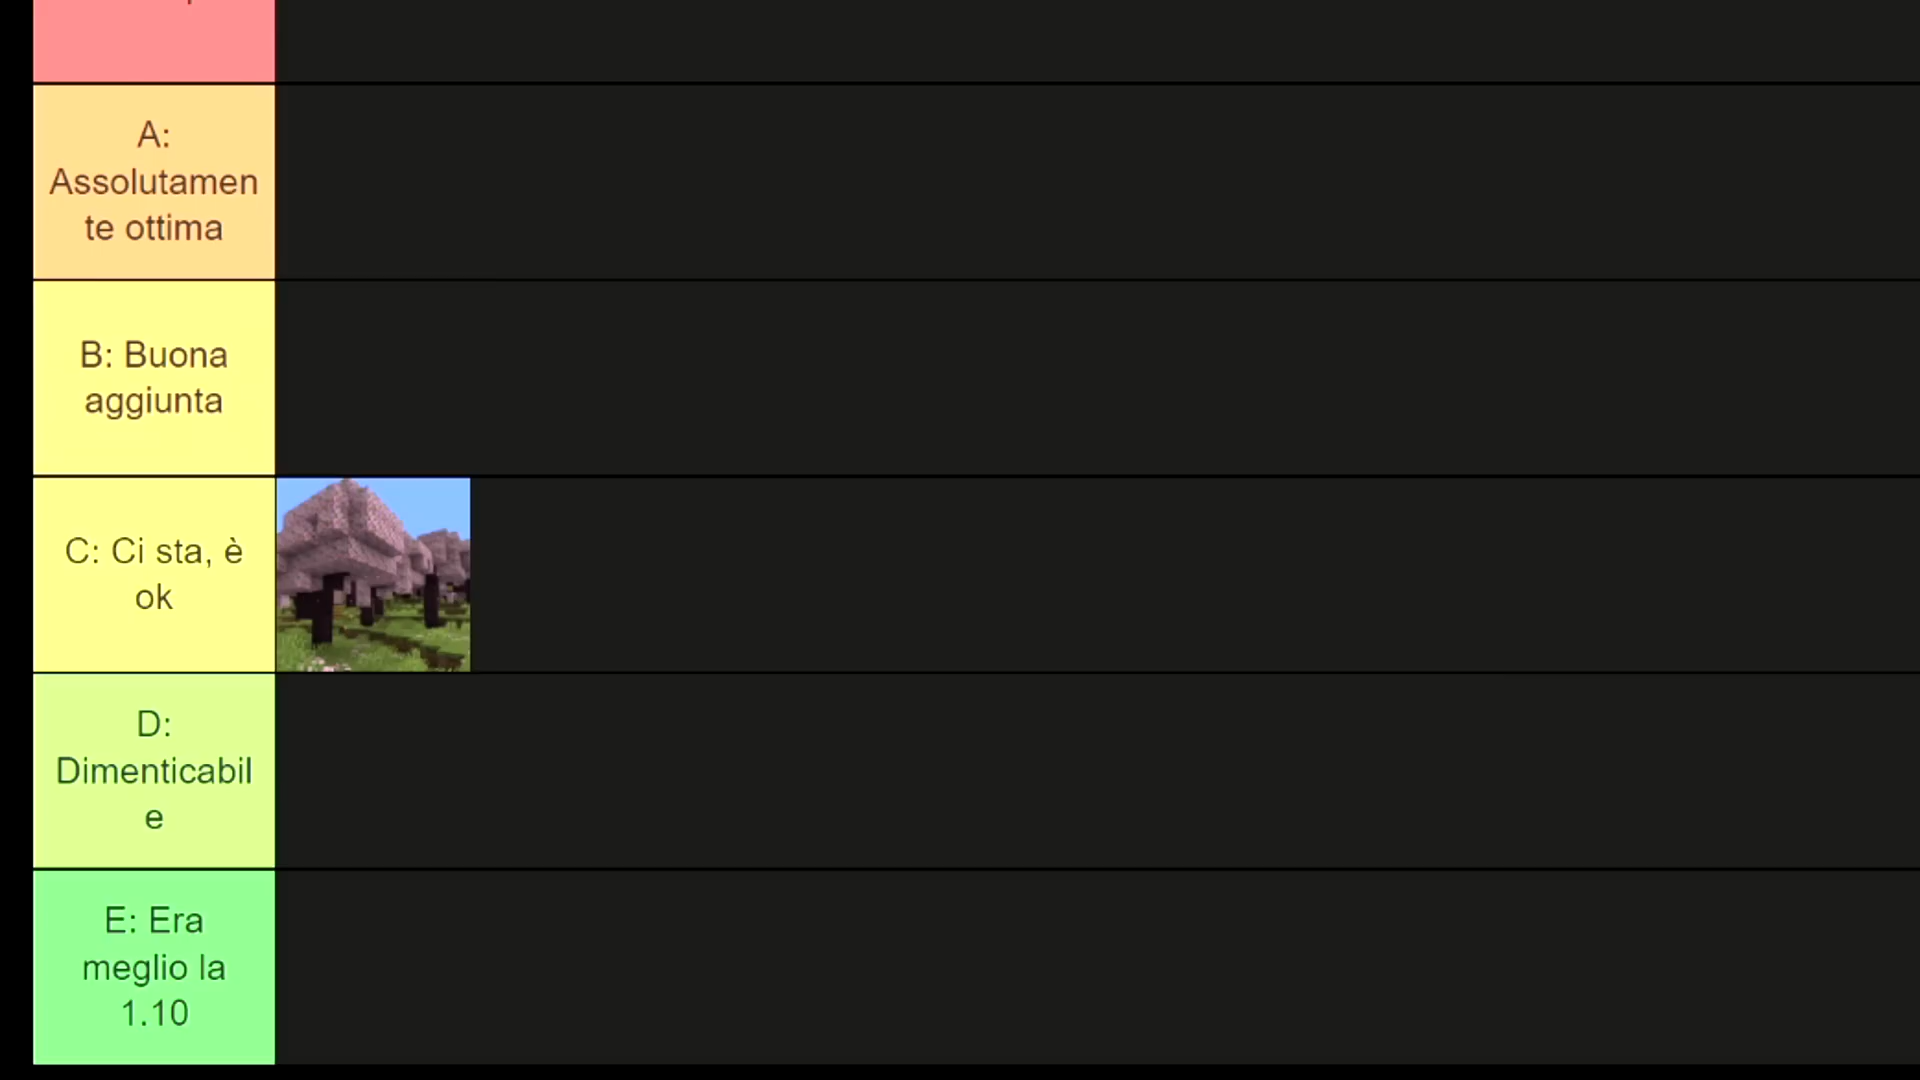 A:
Assolutamen
te ottima
B: Buona
aggiunta
C: Ci sta, è
ok
D:
Dimenticabil
e
E: Era
meglio la
1.10